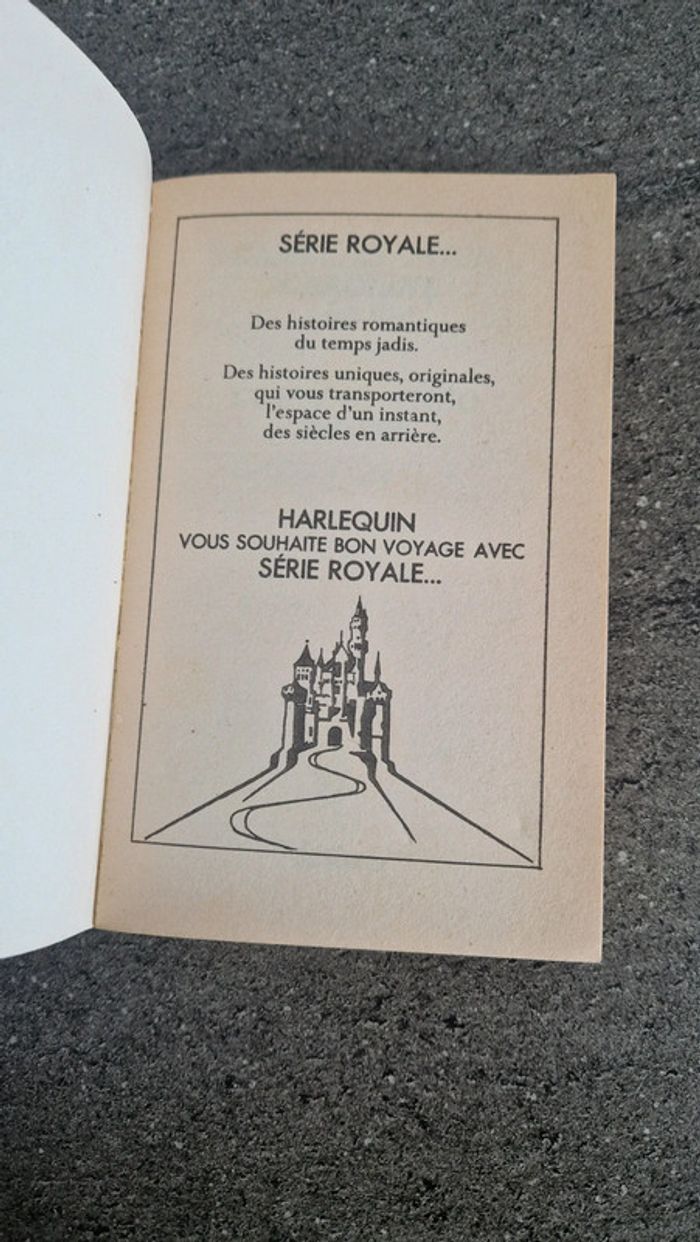 SÉRIE ROYALE...
Des histoires romantiques
du temps jadis.
Des histoires uniques, originales,
qui vous transporteront,
l'espace d'un instant,
des siècles en arrière.
HARLEQUIN
VOUS SOUHAITE BON VOYAGE AVEC
SÉRIE ROYALE...